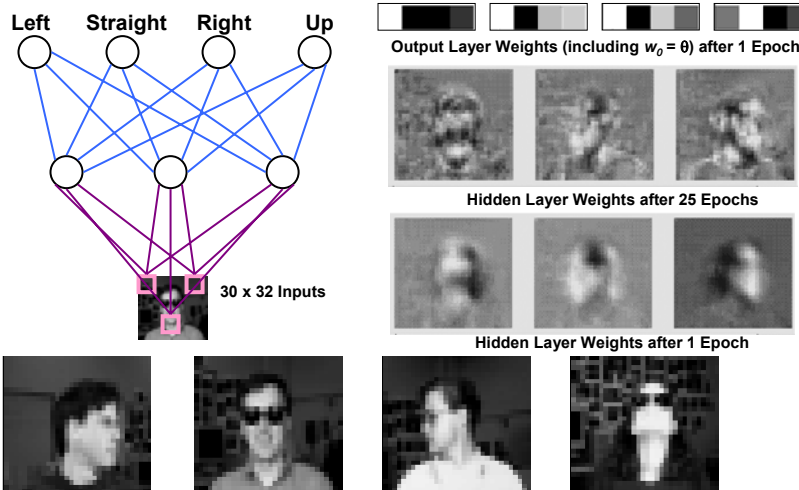 Left Straight Right Up
Output Layer Weights (including w₀ = θ) after 1 Epoch
Hidden Layer Weights after 25 Epochs
30 x 32 Inputs
Hidden Layer Weights after 1 Epoch